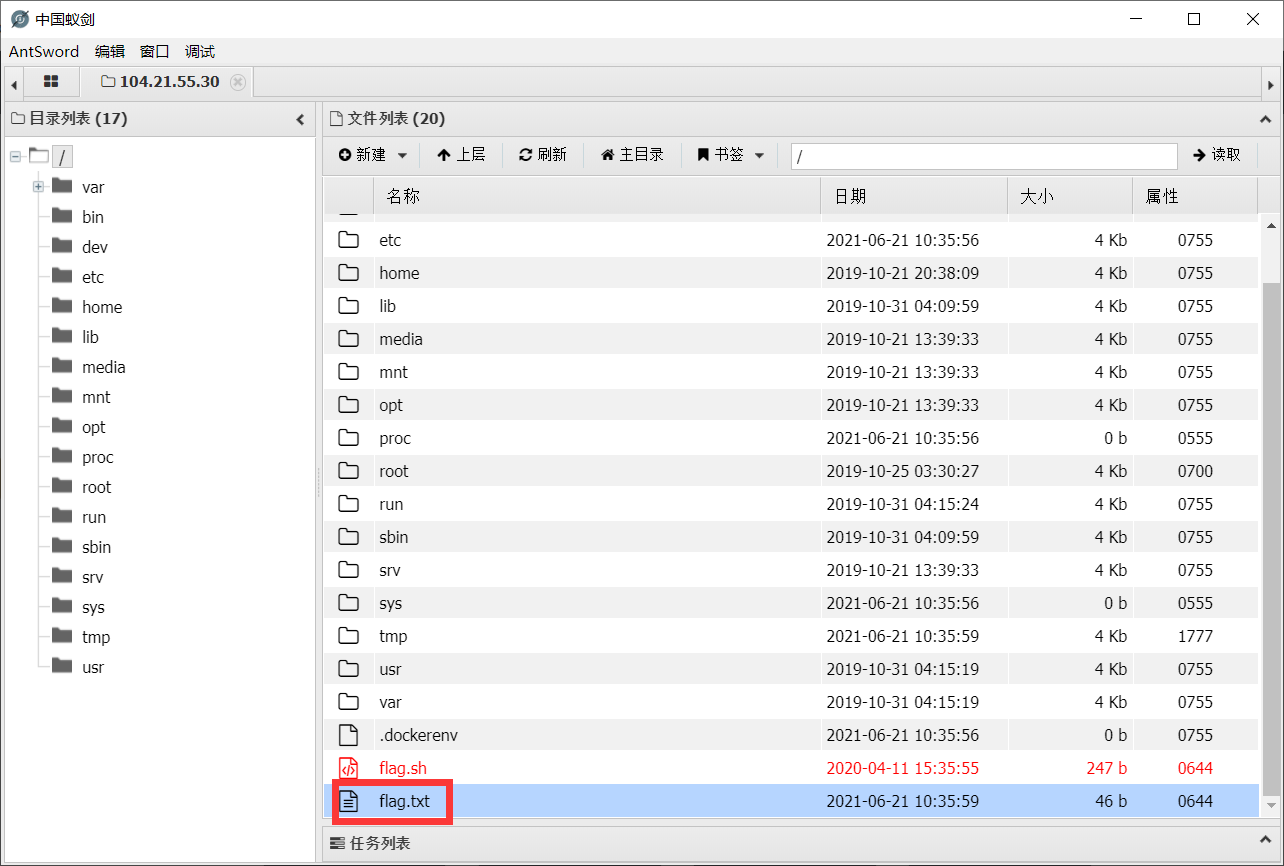 中国蚁剑
AntSword 编辑 窗口 调试
104.21.55.30
目录列表 (17)
/
var
bin
dev
etc
home
lib
media
mnt
opt
proc
root
run
sbin
srv
sys
tmp
usr
文件列表 (20)
新建 上层 刷新 主目录 书签 / 读取
名称 日期 大小 属性
etc 2021-06-21 10:35:56 4 Kb 0755
home 2019-10-21 20:38:09 4 Kb 0755
lib 2019-10-31 04:09:59 4 Kb 0755
media 2019-10-21 13:39:33 4 Kb 0755
mnt 2019-10-21 13:39:33 4 Kb 0755
opt 2019-10-21 13:39:33 4 Kb 0755
proc 2021-06-21 10:35:56 0 b 0555
root 2019-10-25 03:30:27 4 Kb 0700
run 2019-10-31 04:15:24 4 Kb 0755
sbin 2019-10-31 04:09:59 4 Kb 0755
srv 2019-10-21 13:39:33 4 Kb 0755
sys 2021-06-21 10:35:56 0 b 0555
tmp 2021-06-21 10:35:59 4 Kb 1777
usr 2019-10-31 04:15:19 4 Kb 0755
var 2019-10-31 04:15:19 4 Kb 0755
.dockerenv 2021-06-21 10:35:56 0 b 0755
flag.sh 2020-04-11 15:35:55 247 b 0644
flag.txt 2021-06-21 10:35:59 46 b 0644
任务列表